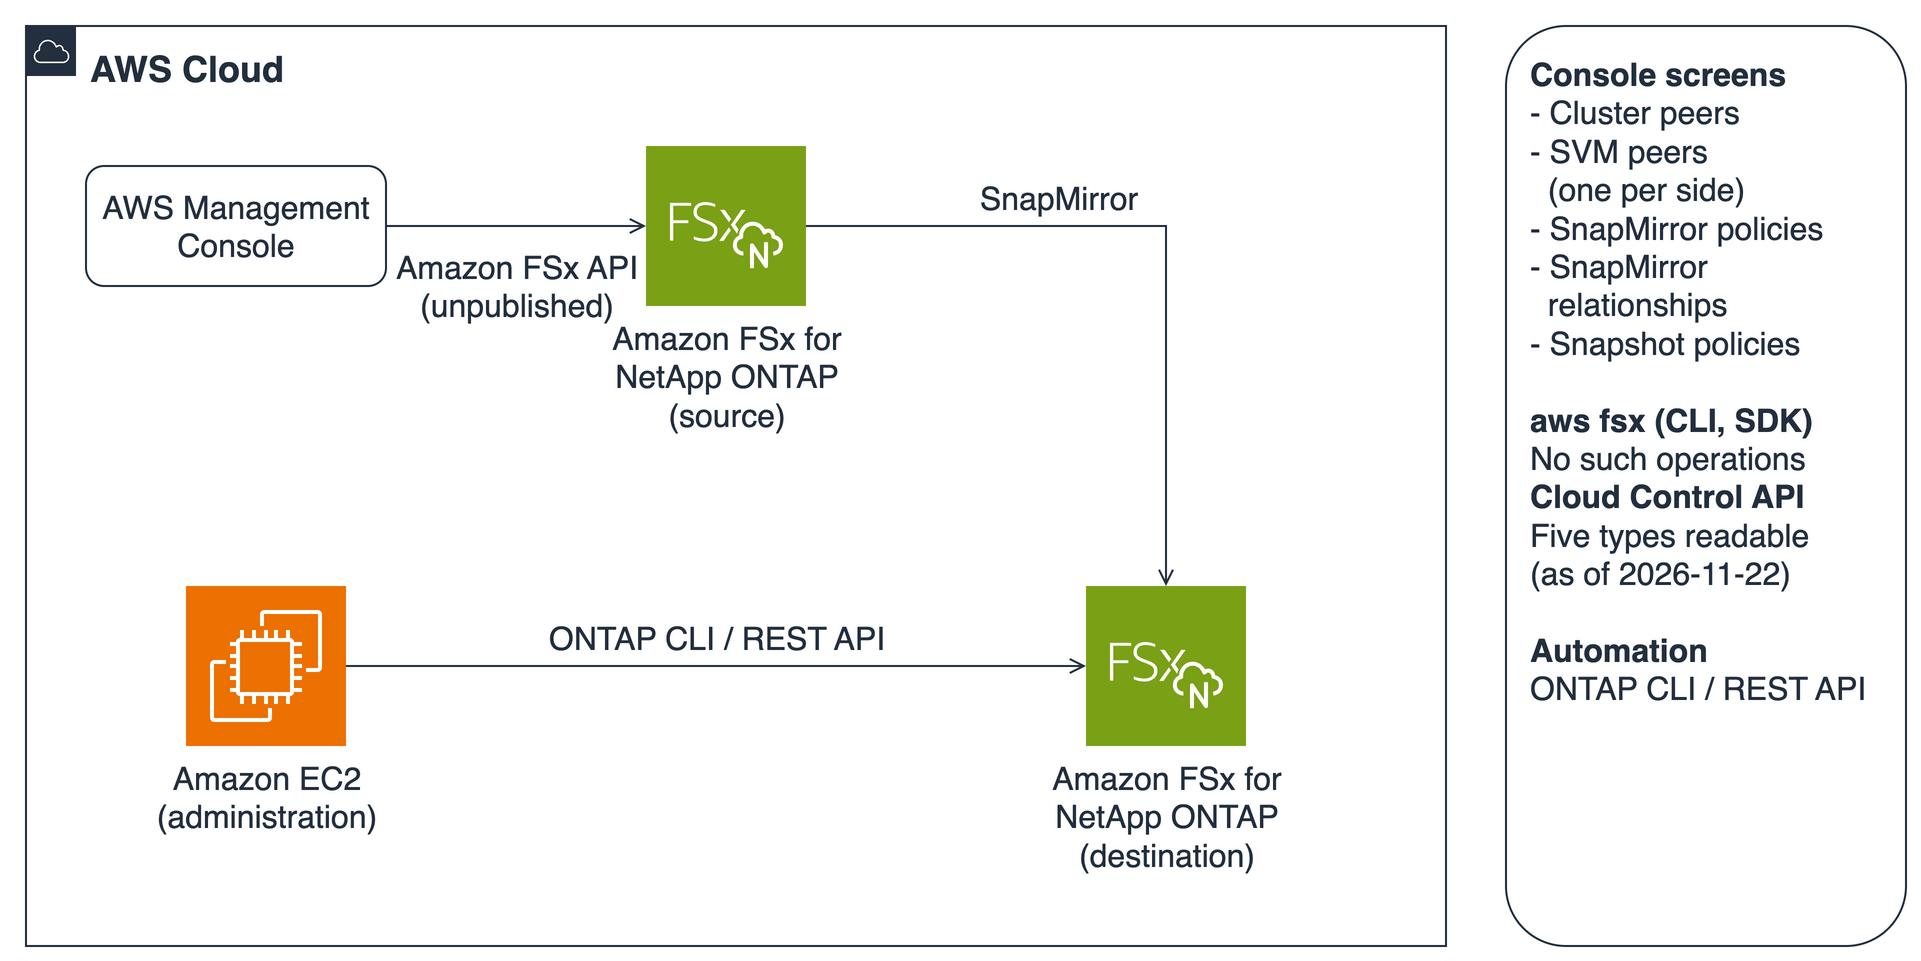 AWS Cloud
AWS Management
Console
Amazon FSx API
(unpublished)
FSx
N
Amazon FSx for
NetApp ONTAP
(source)
SnapMirror
ONTAP CLI / REST API
Amazon EC2
(administration)
FSx
N
Amazon FSx for
NetApp ONTAP
(destination)
Console screens
- Cluster peers
- SVM peers
(one per side)
- SnapMirror policies
- SnapMirror
relationships
- Snapshot policies
aws fsx (CLI, SDK)
No such operations
Cloud Control API
Five types readable
(as of 2026-11-22)
Automation
ONTAP CLI / REST API